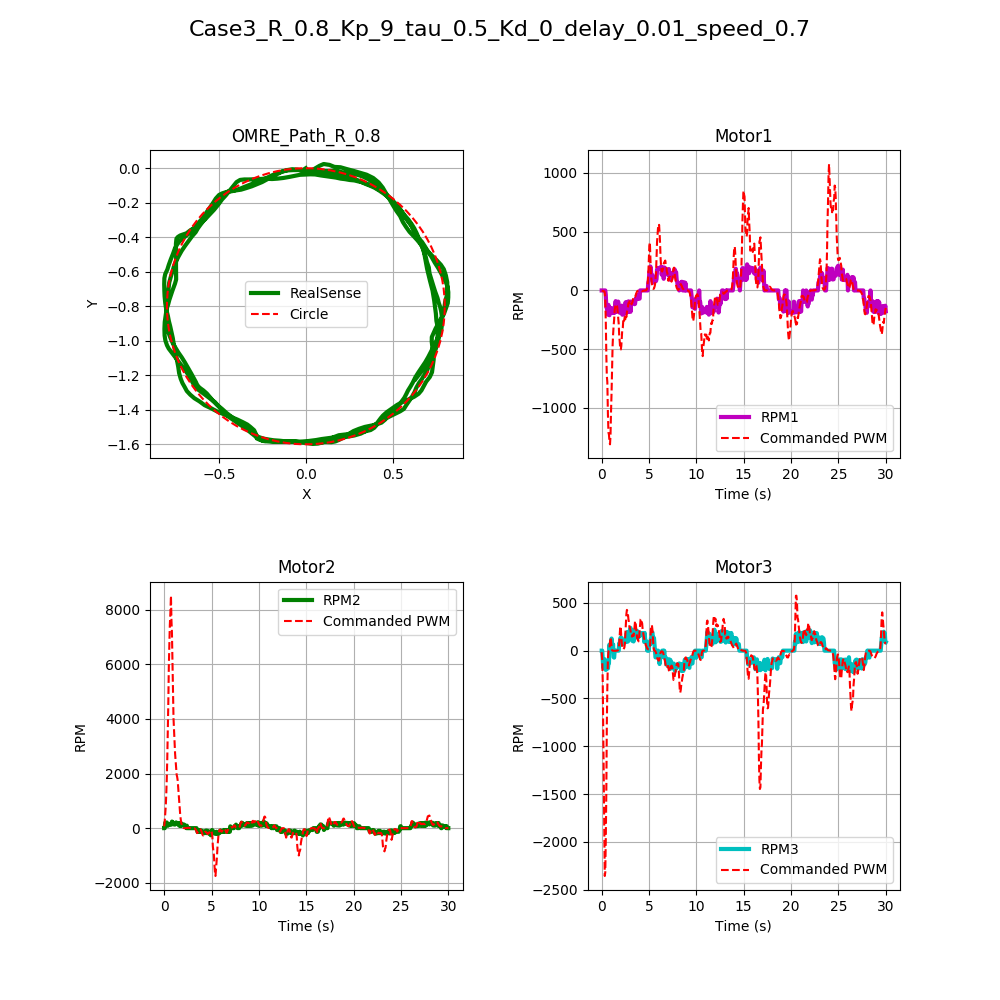 Case3_R_0.8_Kp_9_tau_0.5_Kd_0_delay_0.01_speed_0.7
OMRE_Path_R_0.8
0.0
−0.2
−0.4
−0.6
−0.8
−1.0
−1.2
−1.4
−1.6
Y
RealSense
Circle
−0.5 0.0 0.5
X
Motor1
1000
500
0
−500
−1000
RPM
RPM1
Commanded PWM
0 5 10 15 20 25 30
Time (s)
Motor2
8000
6000
4000
2000
0
−2000
RPM
RPM2
Commanded PWM
0 5 10 15 20 25 30
Time (s)
Motor3
500
0
−500
−1000
−1500
−2000
−2500
RPM
RPM3
Commanded PWM
0 5 10 15 20 25 30
Time (s)